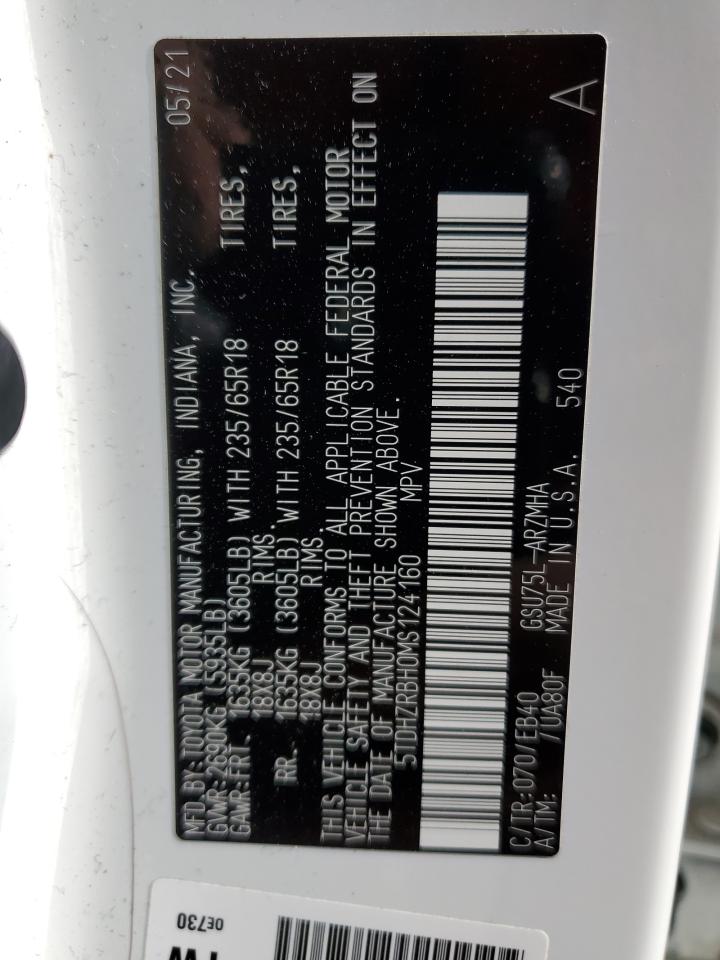 MFD BY:TOYOTA MOTOR MANUFACTURING, INDIANA, INC. 05/21
GVWR:2690KG (5935LB)
GAWR:FRT. 1635KG (3605LB) WITH 235/65R18 TIRES,
18X8J RIMS.
RR. 1635KG (3605LB) WITH 235/65R18 TIRES,
18X8J RIMS.
THIS VEHICLE CONFORMS TO ALL APPLICABLE FEDERAL MOTOR
VEHICLE SAFETY AND THEFT PREVENTION STANDARDS IN EFFECT ON
THE DATE OF MANUFACTURE SHOWN ABOVE.
5TDHZRBH0MS124160 MPV
C/TR:070/EB40 GSU75L-ARZMHA A
A/TM: /UA80F MADE IN U.S.A. 540
0E730